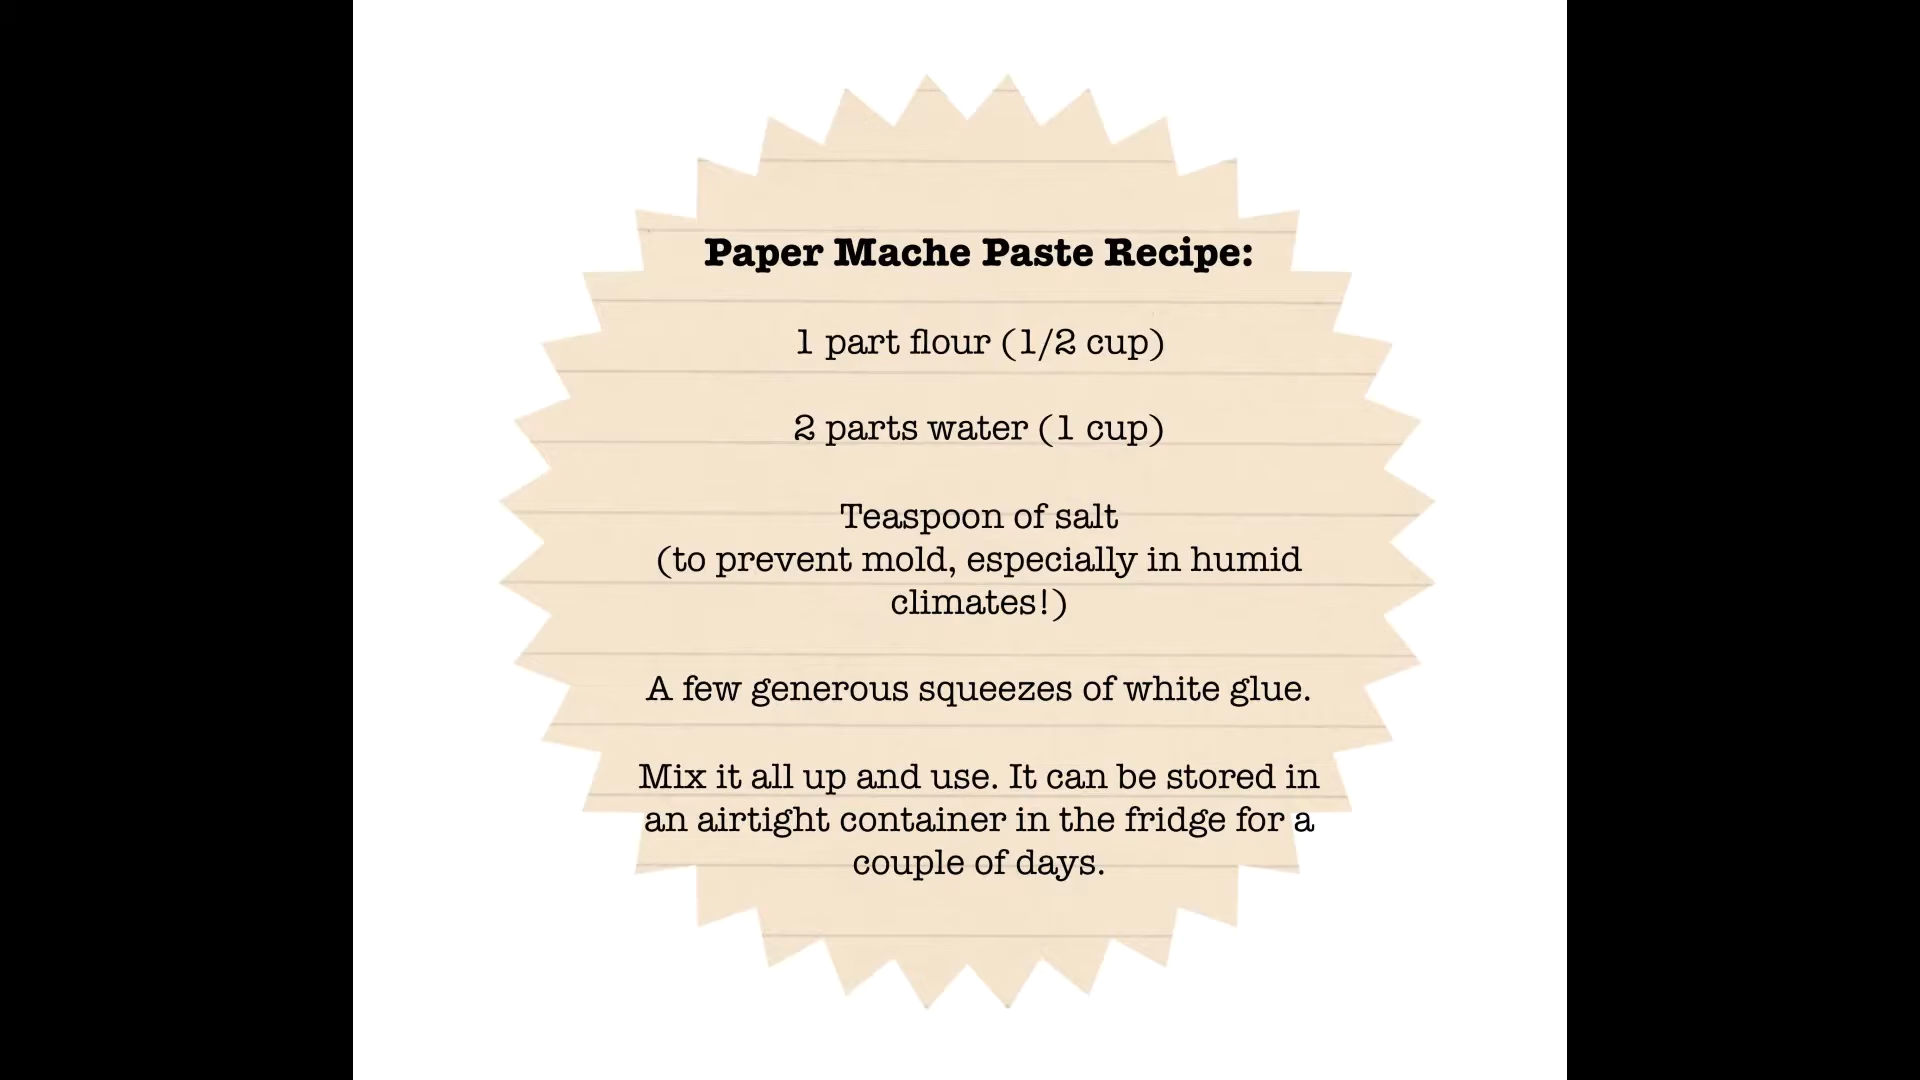 Paper Mache Paste Recipe:
1 part flour (1/2 cup)
2 parts water (1 cup)
Teaspoon of salt
(to prevent mold, especially in humid
climates!)
A few generous squeezes of white glue.
Mix it all up and use. It can be stored in
an airtight container in the fridge for a
couple of days.